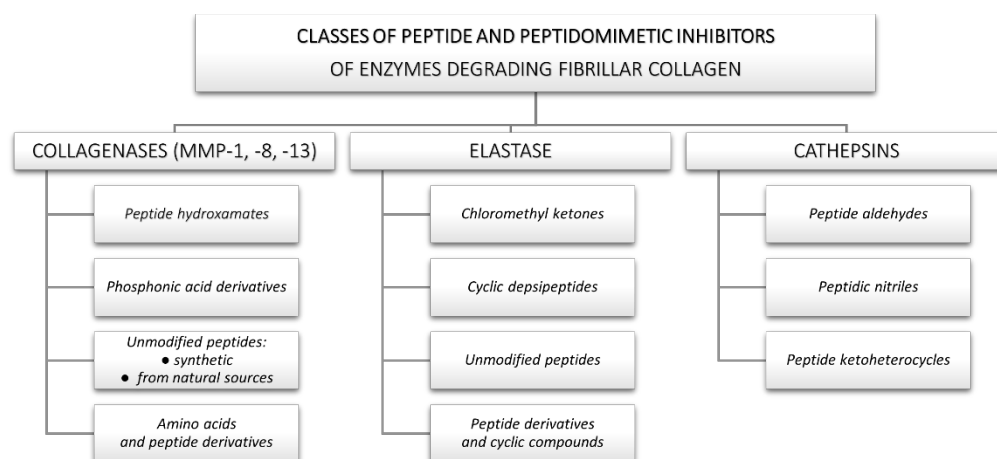 CLASSES OF PEPTIDE AND PEPTIDOMIMETIC INHIBITORS
OF ENZYMES DEGRADING FIBRILLAR COLLAGEN
COLLAGENASES (MMP-1, -8, -13)
Peptide hydroxamates
Phosphonic acid derivatives
Unmodified peptides:
● synthetic
● from natural sources
Amino acids
and peptide derivatives
ELASTASE
Chloromethyl ketones
Cyclic depsipeptides
Unmodified peptides
Peptide derivatives
and cyclic compounds
CATHEPSINS
Peptide aldehydes
Peptidic nitriles
Peptide ketoheterocycles